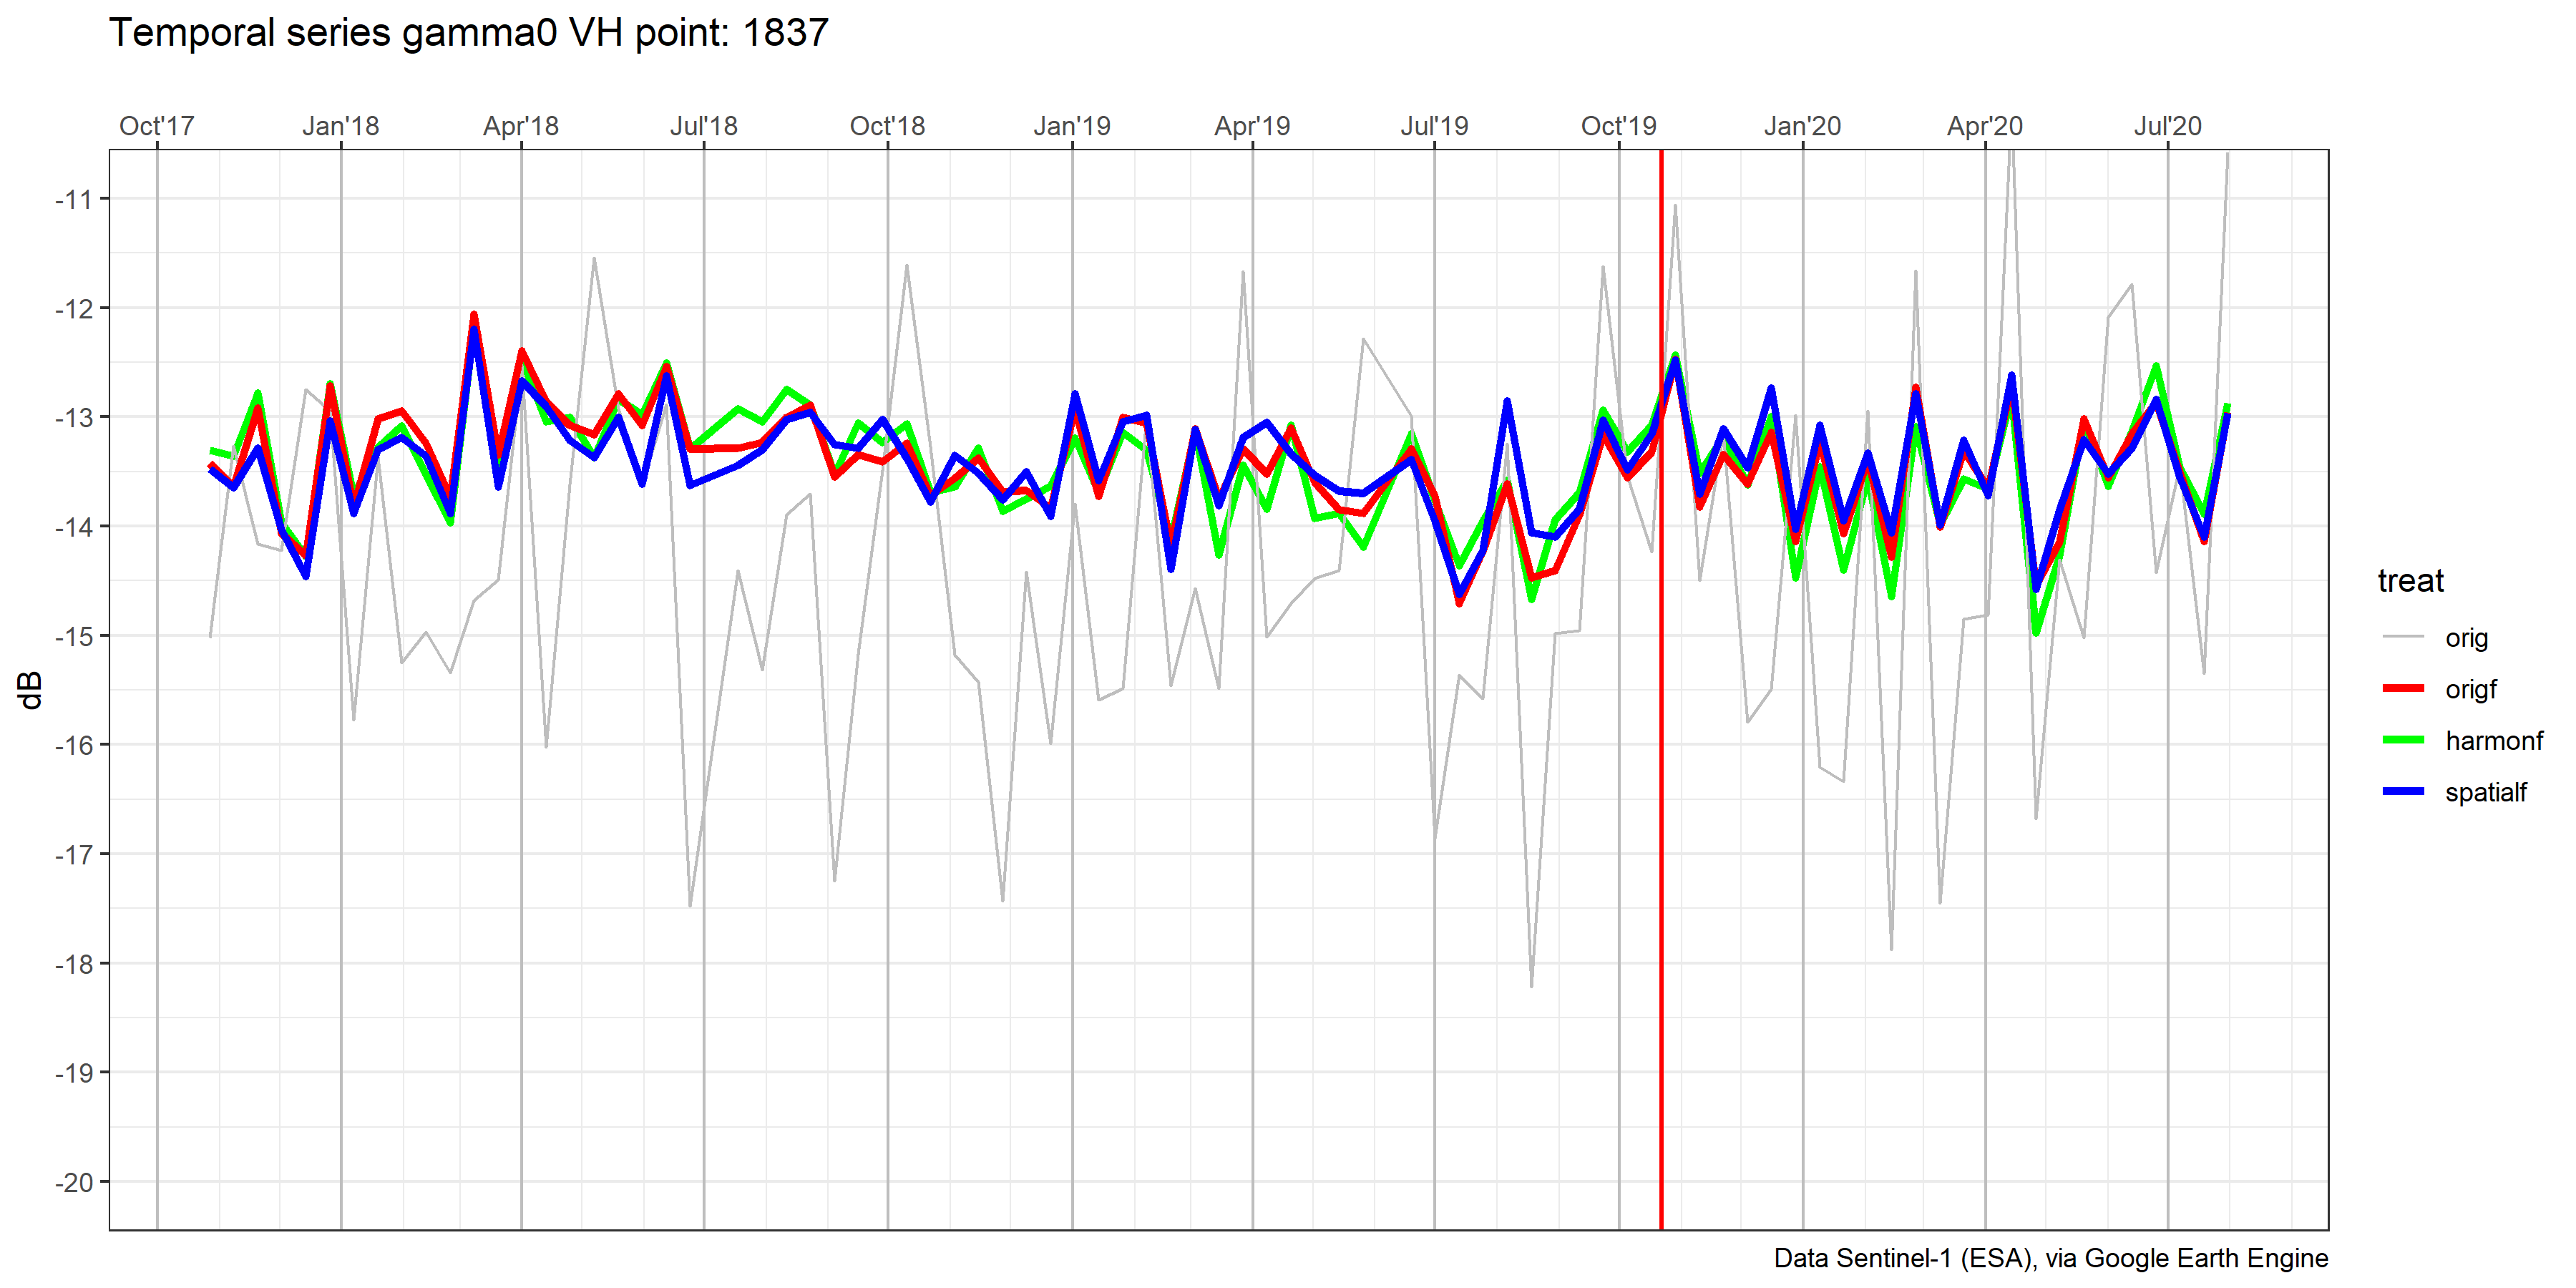 Temporal series gamma0 VH point: 1837
Oct'17 Jan'18 Apr'18 Jul'18 Oct'18 Jan'19 Apr'19 Jul'19 Oct'19 Jan'20 Apr'20 Jul'20
-11
-12
-13
-14
-15
-16
-17
-18
-19
-20
dB
treat
orig
origf
harmonf
spatialf
Data Sentinel-1 (ESA), via Google Earth Engine